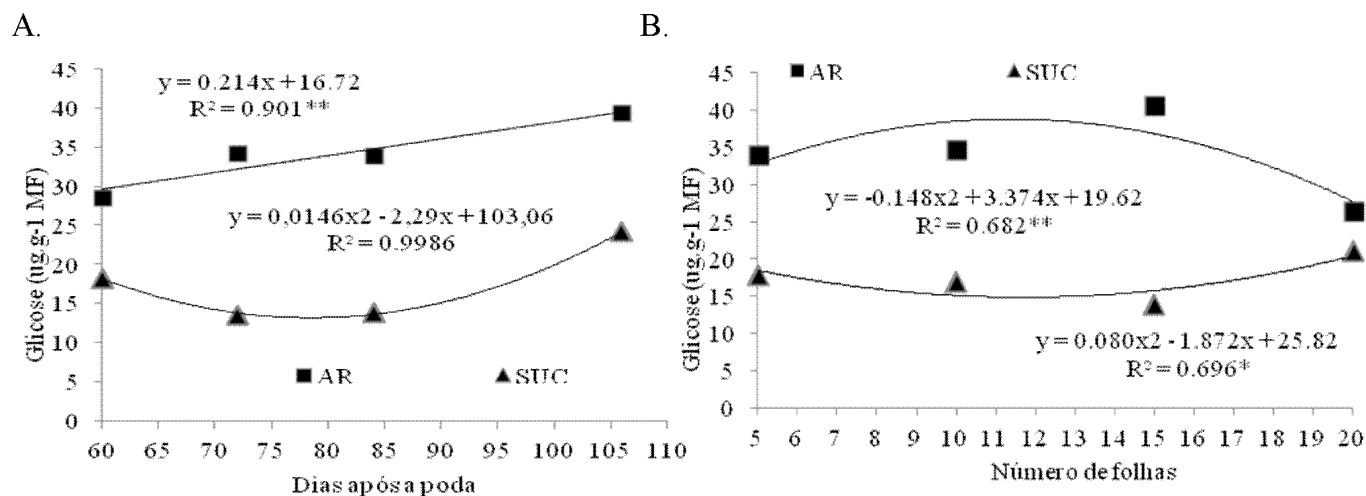 A.
B.
45
40
35
30
25
20
15
10
5
0
Glicose (ug.g-1 MF)
y = 0.214x + 16.72
R² = 0.901**
y = 0,0146x2 - 2,29x + 103,06
R² = 0.9986
AR SUC
60 65 70 75 80 85 90 95 100 105 110
Dias após a poda
45
40
35
30
25
20
15
10
5
0
Glicose (ug.g-1 MF)
AR SUC
y = -0.148x2 + 3.374x + 19.62
R² = 0.682**
y = 0.080x2 - 1.872x + 25.82
R² = 0.696*
5 6 7 8 9 10 11 12 13 14 15 16 17 18 19 20
Número de folhas